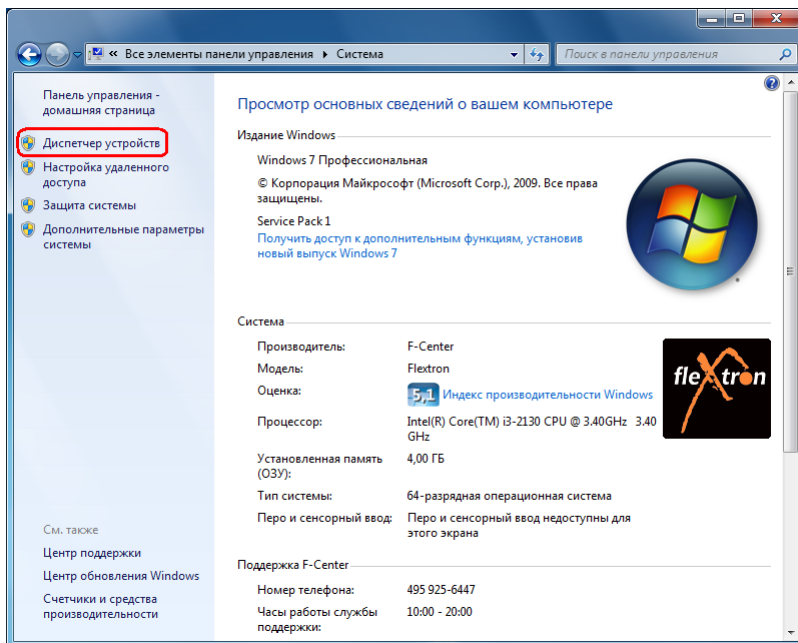 « Все элементы панели управления ▸ Система
Поиск в панели управления
Панель управления -
домашняя страница
Диспетчер устройств
Настройка удаленного
доступа
Защита системы
Дополнительные параметры
системы
См. также
Центр поддержки
Центр обновления Windows
Счетчики и средства
производительности
Просмотр основных сведений о вашем компьютере
Издание Windows
Windows 7 Профессиональная
© Корпорация Майкрософт (Microsoft Corp.), 2009. Все права
защищены.
Service Pack 1
Получить доступ к дополнительным функциям, установив
новый выпуск Windows 7
Система
Производитель: F-Center
Модель: Flextron
Оценка: 5,1 Индекс производительности Windows
Процессор: Intel(R) Core(TM) i3-2130 CPU @ 3.40GHz 3.40
GHz
Установленная память 4,00 ГБ
(ОЗУ):
Тип системы: 64-разрядная операционная система
Перо и сенсорный ввод: Перо и сенсорный ввод недоступны для
этого экрана
flextron
Поддержка F-Center
Номер телефона: 495 925-6447
Часы работы службы 10:00 - 20:00
поддержки: